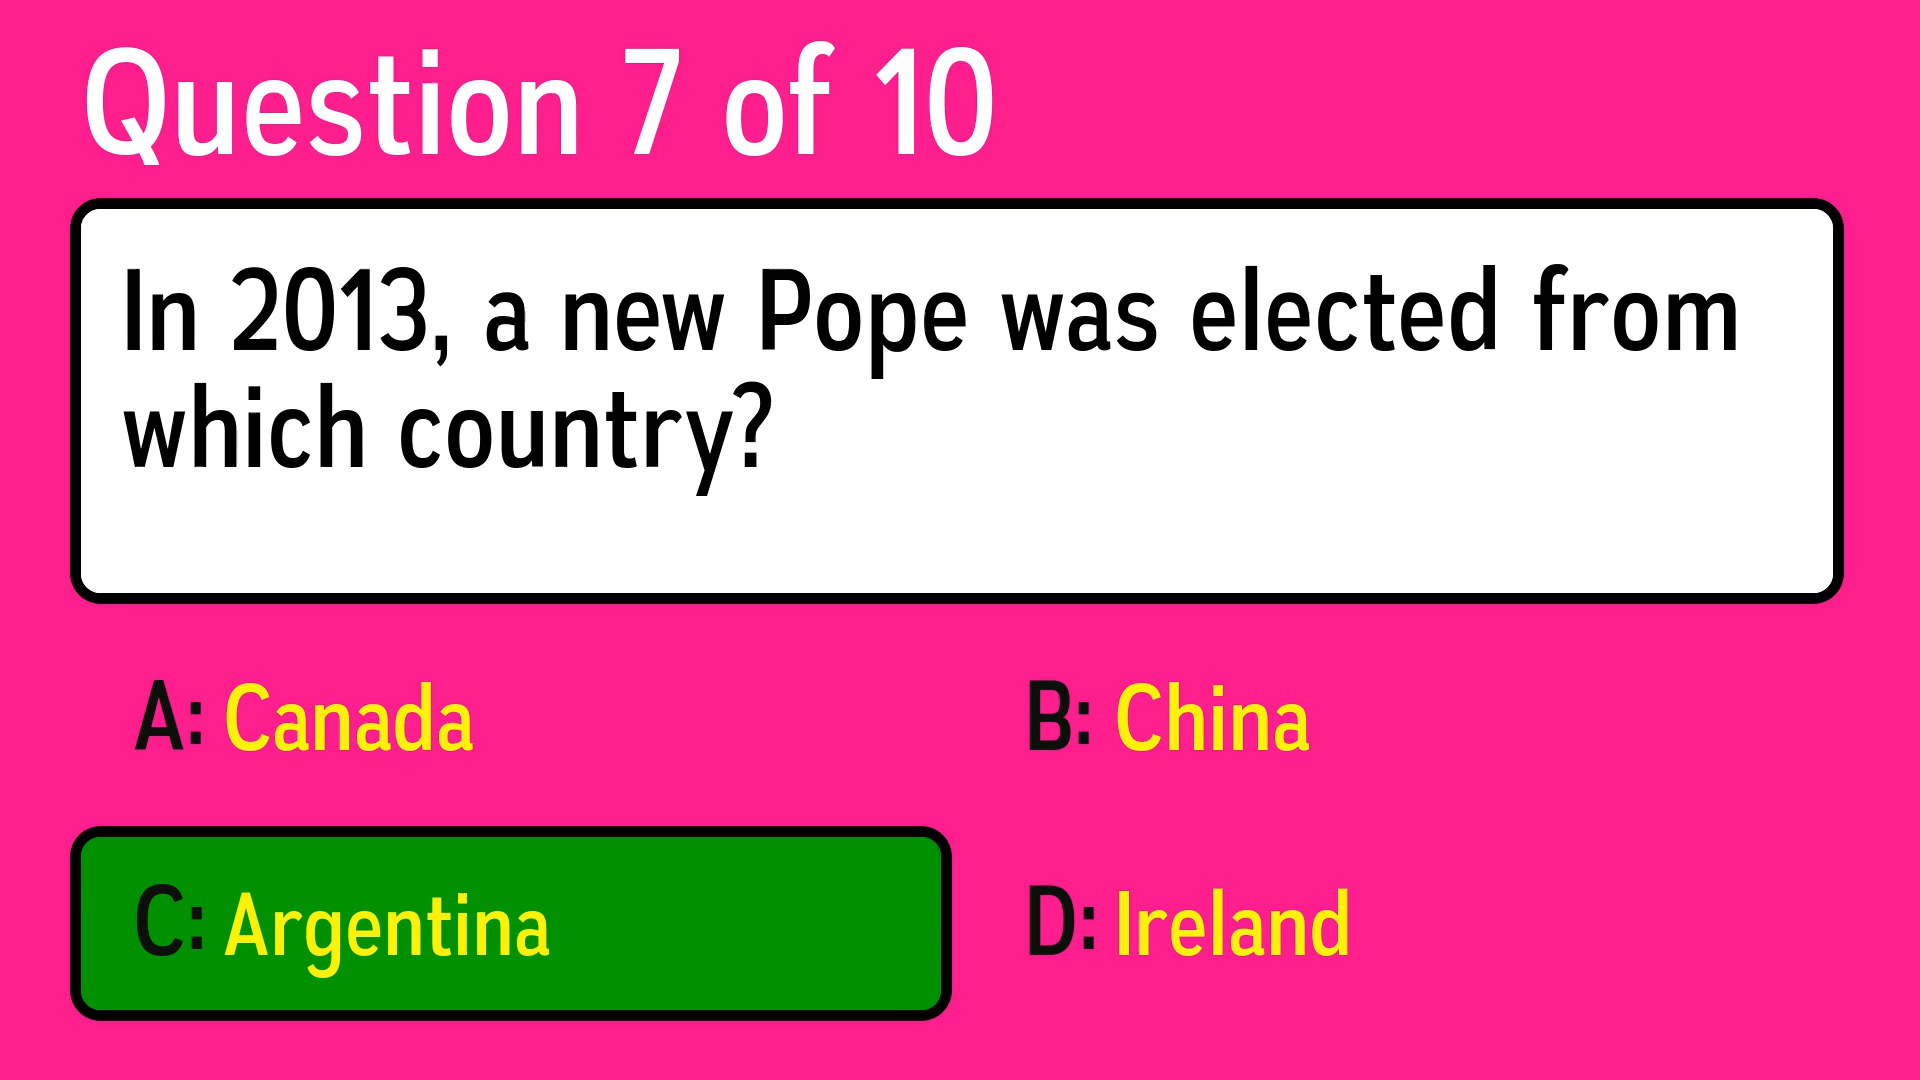 Question 7 of 10
In 2013, a new Pope was elected from
which country?
A: Canada
B: China
C: Argentina
D: Ireland